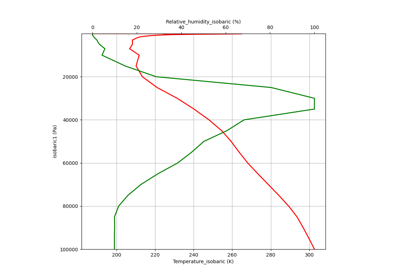 Relative_humidity_isobaric (%)
0 20 40 60 80 100
20000
40000
60000
80000
100000
isobaric1 (Pa)
200 220 240 260 280 300
Temperature_isobaric (K)